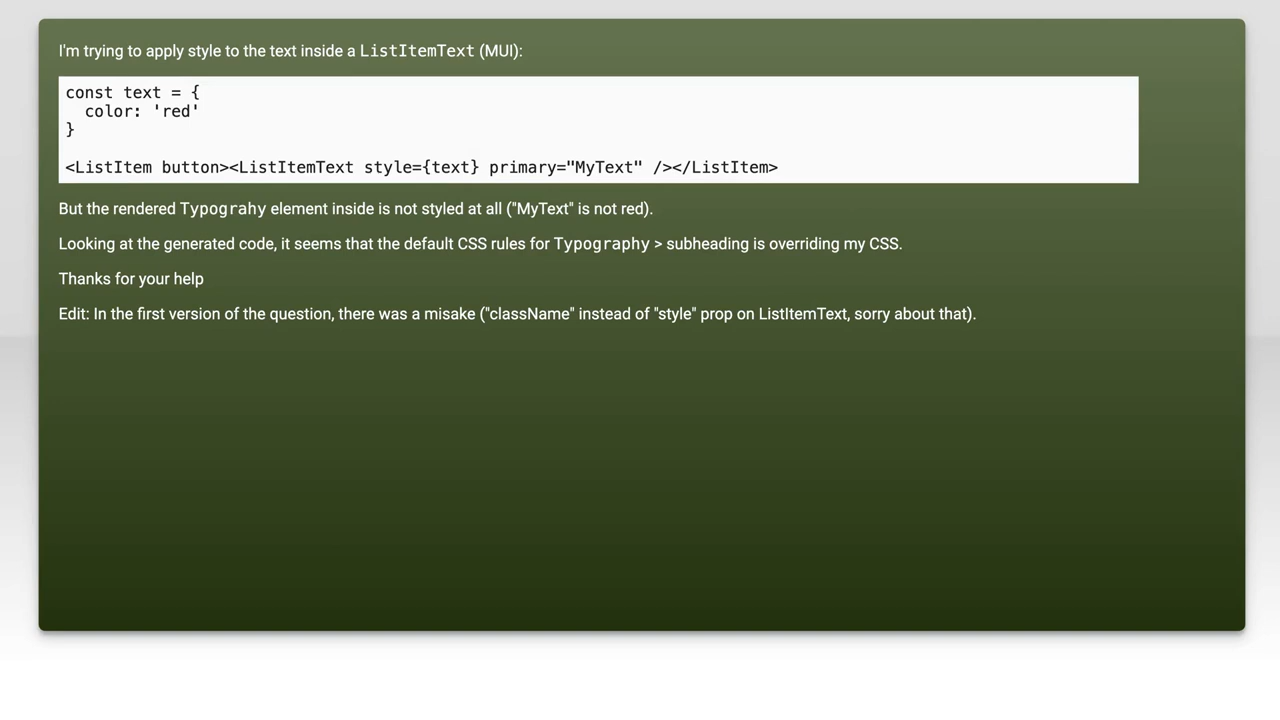 I'm trying to apply style to the text inside a ListItemText (MUI):
const text = {
  color: 'red'
}
<ListItem button><ListItemText style={text} primary="MyText" /></ListItem>
But the rendered Typograhy element inside is not styled at all ("MyText" is not red).
Looking at the generated code, it seems that the default CSS rules for Typography > subheading is overriding my CSS.
Thanks for your help
Edit: In the first version of the question, there was a misake ("className" instead of "style" prop on ListItemText, sorry about that).